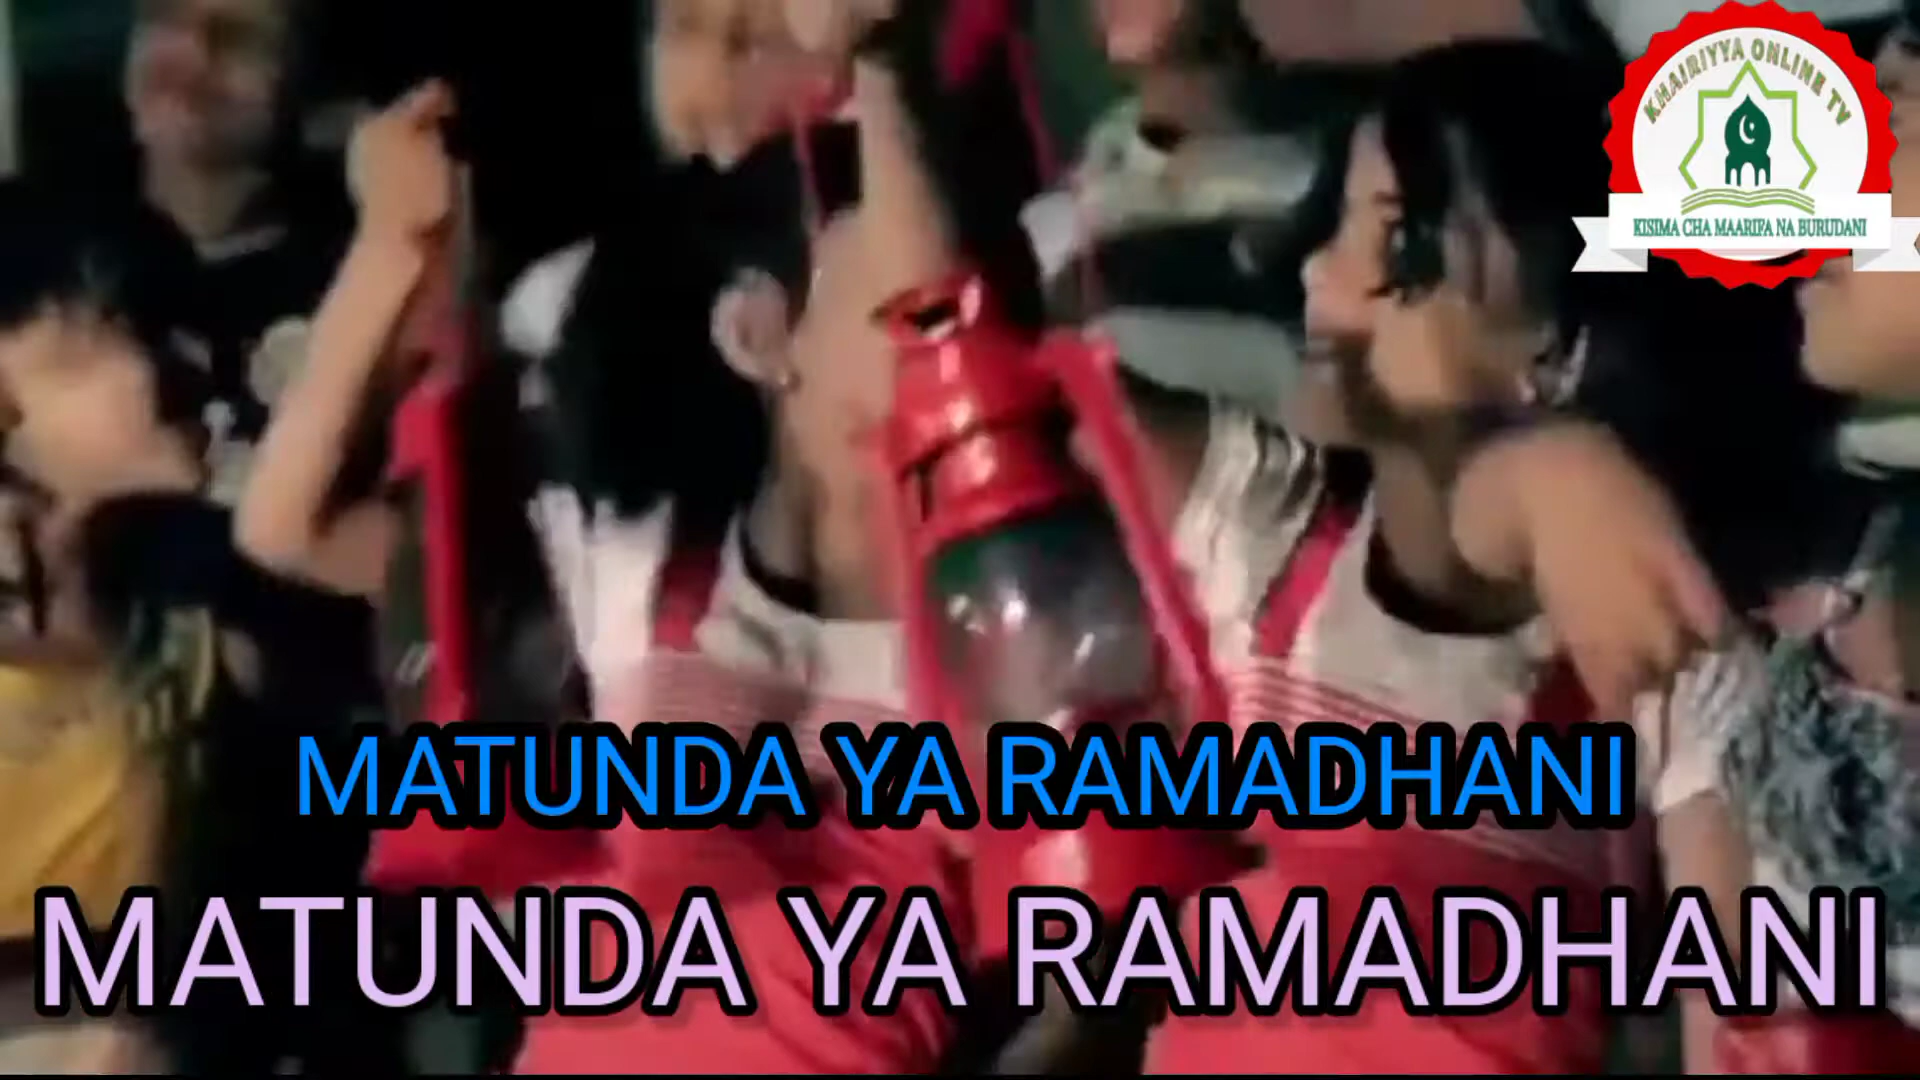 KHAIRIYYA ONLINE TV
KISIMA CHA MAARIFA NA BURUDANI
MATUNDA YA RAMADHANI
MATUNDA YA RAMADHANI